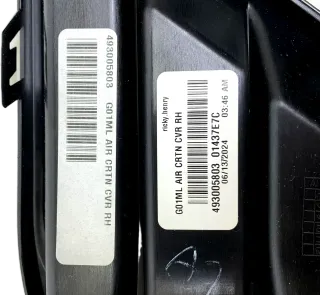 493005803 G01ML AIR CRTN CVR RH
ricky.henry
G01ML AIR CRTN CVR RH
493005803 01437E7C
06/13/2024 03:46 AM